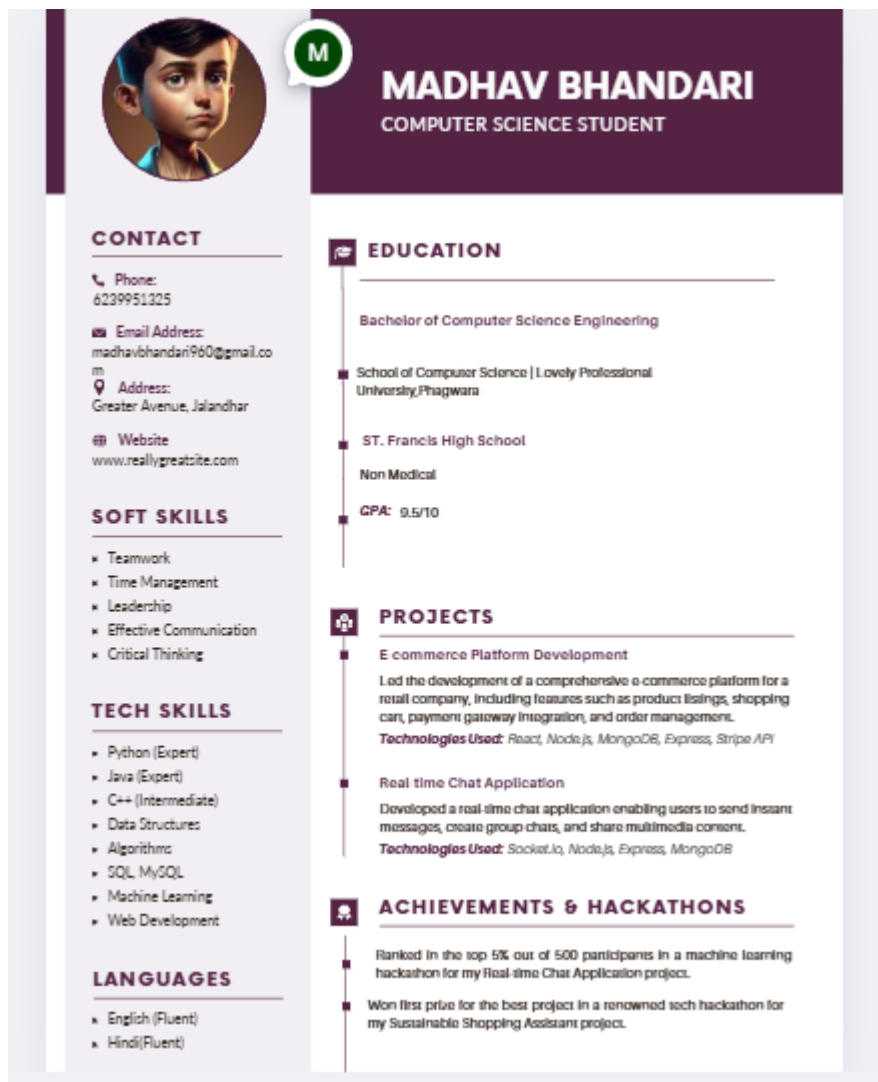 M
MADHAV BHANDARI
COMPUTER SCIENCE STUDENT
CONTACT
Phone:
6239951325
Email Address:
madhavbhandari960@gmail.co
m
Address:
Greater Avenue, Jalandhar
Website
www.reallygreatsite.com
SOFT SKILLS
Teamwork
Time Management
Leadership
Effective Communication
Critical Thinking
TECH SKILLS
Python (Expert)
Java (Expert)
C++ (Intermediate)
Data Structures
Algorithms
SQL, MySQL
Machine Learning
Web Development
LANGUAGES
English (Fluent)
Hindi(Fluent)
EDUCATION
Bachelor of Computer Science Engineering
School of Computer Science | Lovely Professional
University,Phagwara
ST. Francis High School
Non Medical
GPA: 9.5/10
PROJECTS
E commerce Platform Development
Led the development of a comprehensive e-commerce platform for a
retail company, including features such as product listings, shopping
cart, payment gateway integration, and order management.
Technologies Used: React, Node.js, MongoDB, Express, Stripe API
Real time Chat Application
Developed a real-time chat application enabling users to send instant
messages, create group chats, and share multimedia content.
Technologies Used: Socket.io, Node.js, Express, MongoDB
ACHIEVEMENTS & HACKATHONS
Ranked in the top 5% out of 500 participants in a machine learning
hackathon for my Real-time Chat Application project.
Won first prize for the best project in a renowned tech hackathon for
my Sustainable Shopping Assistant project.